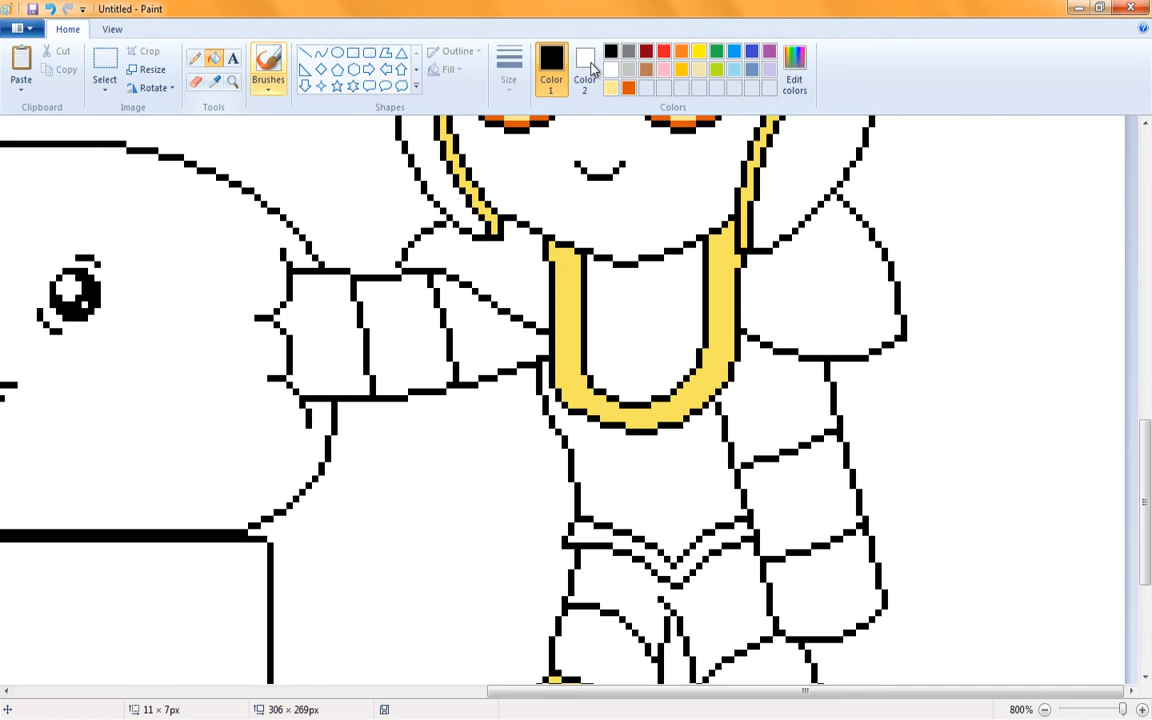 Untitled - Paint
Home View
Paste
Cut
Copy
Clipboard
Select
Crop
Resize
Rotate
Image
A
Tools
Brushes
Outline
Fill
Shapes
Size
Color 1
Color 2
Edit colors
Colors
11 × 7px
306 × 269px
800%